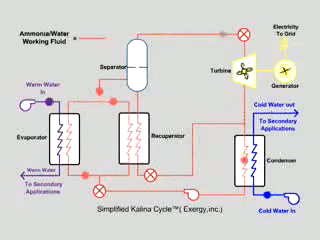 Ammonia/Water
Working Fluid =
Electricity
To Grid
Separator
Turbine
Generator
Warm Water
In
Cold Water out
To Secondary
Applications
Evaporator
Recuperator
Condenser
Warm Water
To Secondary
Applications
Simplified Kalina Cycle™( Exergy,inc.)
Cold Water In